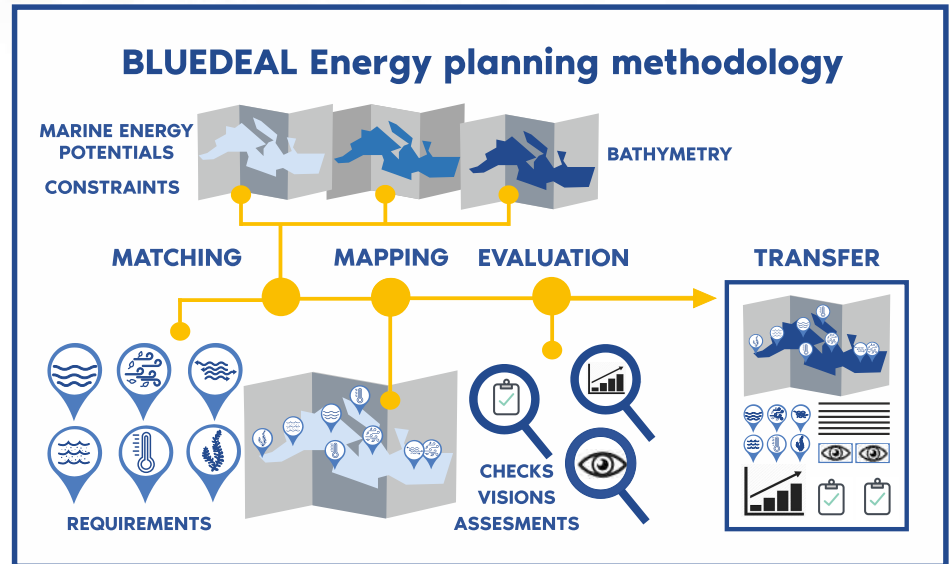 BLUEDEAL Energy planning methodology
MARINE ENERGY
POTENTIALS
CONSTRAINTS
BATHYMETRY
MATCHING
MAPPING
EVALUATION
TRANSFER
REQUIREMENTS
CHECKS
VISIONS
ASSESMENTS